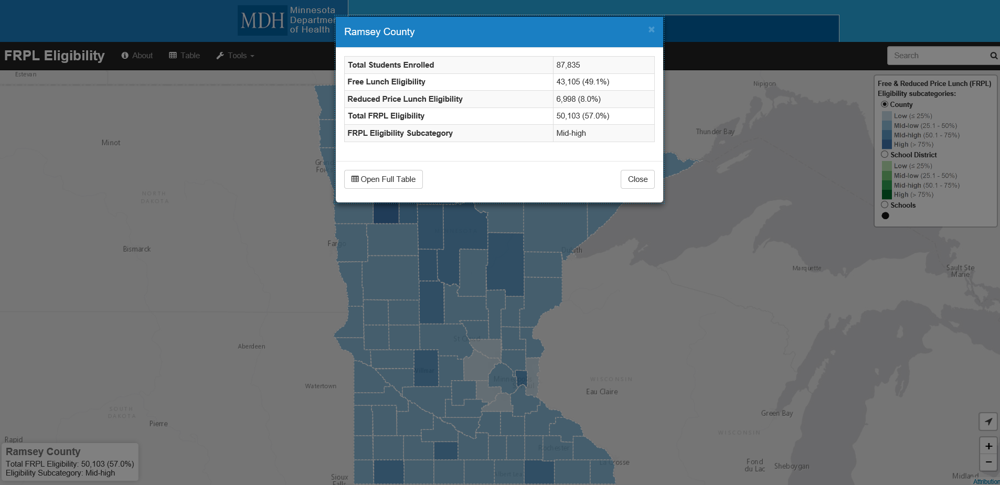 MDH
Minnesota
Departmen
of Health
Ramsey County
×
FRPL Eligibility
About
Table
Tools
Search
Total Students Enrolled 87,835
Free Lunch Eligibility 43,105 (49.1%)
Reduced Price Lunch Eligibility 6,998 (8.0%)
Total FRPL Eligibility 50,103 (57.0%)
FRPL Eligibility Subcategory Mid-high
Open Full Table
Close
Free & Reduced Price Lunch (FRPL)
Eligibility subcategories:
County
Low (≤ 25%)
Mid-low (25.1 - 50%)
Mid-high (50.1 - 75%)
High (> 75%)
School District
Low (≤ 25%)
Mid-low (25.1 - 50%)
Mid-high (50.1 - 75%)
High (> 75%)
Schools
Estevan
Nipigon
Thunder Bay
Minot
Grand
Forks
NORTH
DAKOTA
Fargo
Bismarck
Duluth
Marquette
Sault Ste
Marie
St Cloud
Aberdeen
Willmar
Minneapolis
WISCONSIN
Watertown
Eau Claire
SOUTH
DAKOTA
Pierre
Green Bay
WISCONSIN
Rapid
Rochester
La Crosse
Fond
du Lac
Sheboygan
Albert Lea
Sioux
Falls
Midland
Ramsey County
Total FRPL Eligibility: 50,103 (57.0%)
Eligibility Subcategory: Mid-high
+
−
Attribution